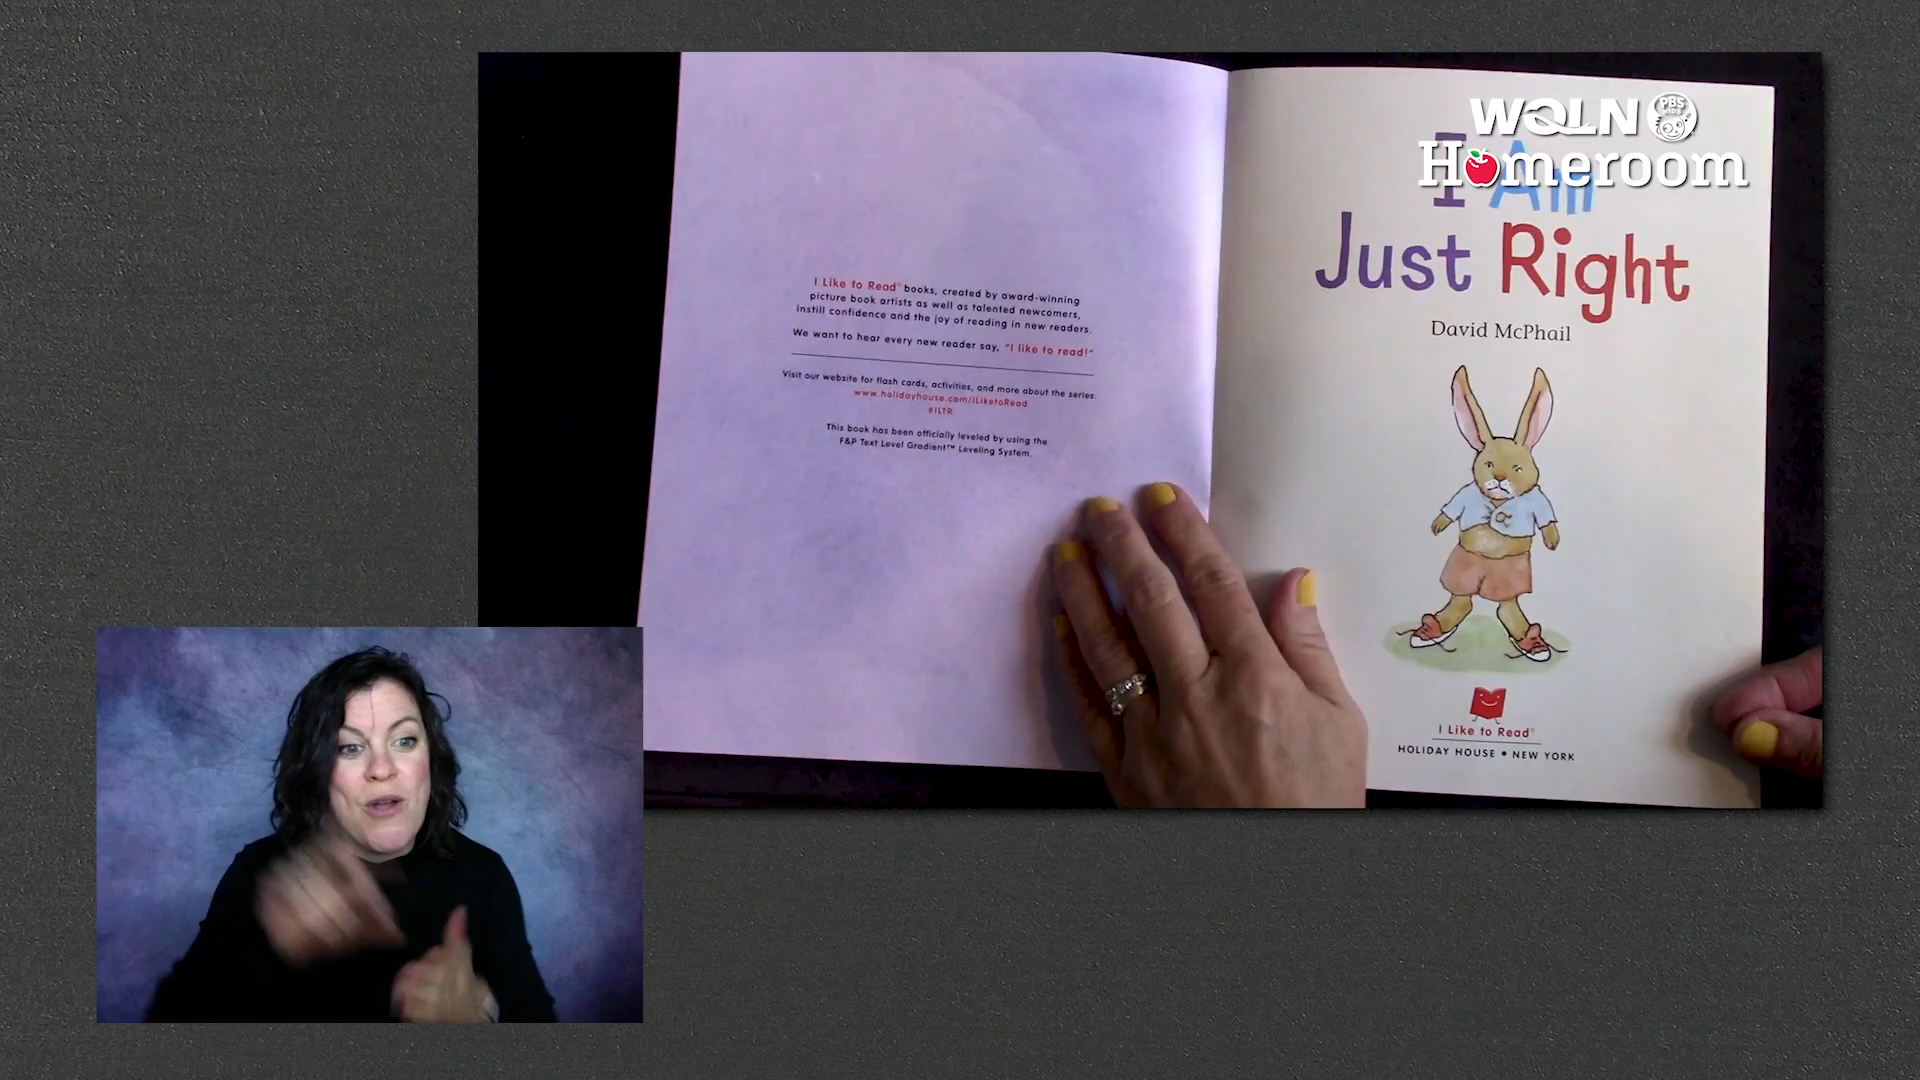 I Like to Read® books, created by award-winning
picture book artists as well as talented newcomers,
instill confidence and the joy of reading in new readers.
We want to hear every new reader say, "I like to read!"
Visit our website for flash cards, activities, and more about the series:
www.holidayhouse.com/ILiketoRead
#ILTR
This book has been officially leveled by using the
F&P Text Level Gradient™ Leveling System.
WQLN PBS KIDS
Homeroom
I Am
Just Right
David McPhail
I Like to Read®
HOLIDAY HOUSE • NEW YORK